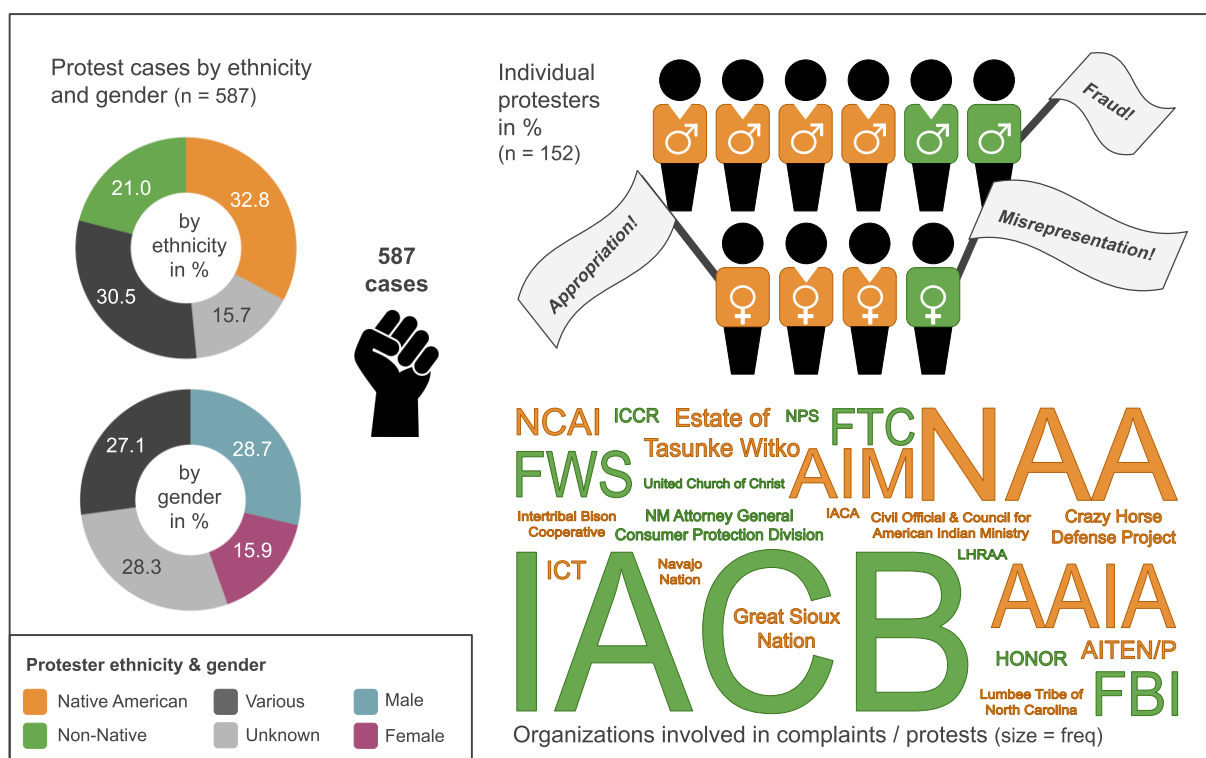 Protest cases by ethnicity
and gender (n = 587)
21.0
32.8
by
ethnicity
in %
30.5
15.7
587
cases
27.1
28.7
by
gender
in %
15.9
28.3
Protester ethnicity & gender
Native American
Various
Male
Non-Native
Unknown
Female
Individual
protesters
in %
(n = 152)
Fraud!
Appropriation!
Misrepresentation!
NCAI
ICCR
Estate of
Tasunke Witko
NPS
FTC
NAA
FWS
United Church of Christ
AIM
Intertribal Bison
Cooperative
NM Attorney General
Consumer Protection Division
IACA
Civil Official & Council for
American Indian Ministry
Crazy Horse
Defense Project
IACB
ICT
Navajo
Nation
Great Sioux
Nation
LHRAA
AAIA
HONOR
AITEN/P
Lumbee Tribe of
North Carolina
FBI
Organizations involved in complaints / protests (size = freq)